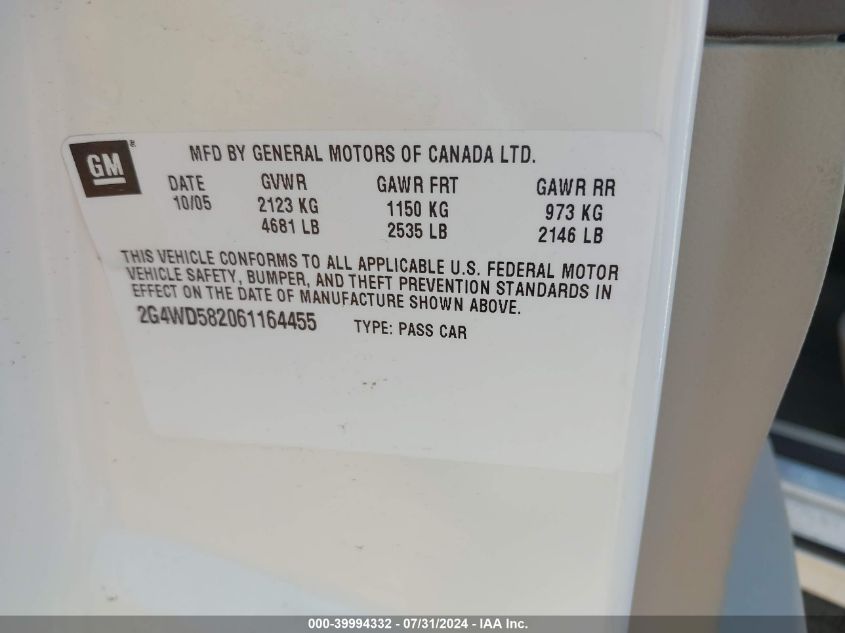 GM
MFD BY GENERAL MOTORS OF CANADA LTD.
DATE GVWR GAWR FRT GAWR RR
10/05 2123 KG 1150 KG 973 KG
4681 LB 2535 LB 2146 LB
THIS VEHICLE CONFORMS TO ALL APPLICABLE U.S. FEDERAL MOTOR
VEHICLE SAFETY, BUMPER, AND THEFT PREVENTION STANDARDS IN
EFFECT ON THE DATE OF MANUFACTURE SHOWN ABOVE.
2G4WD582061164455 TYPE: PASS CAR
000-39994332 - 07/31/2024 - IAA Inc.